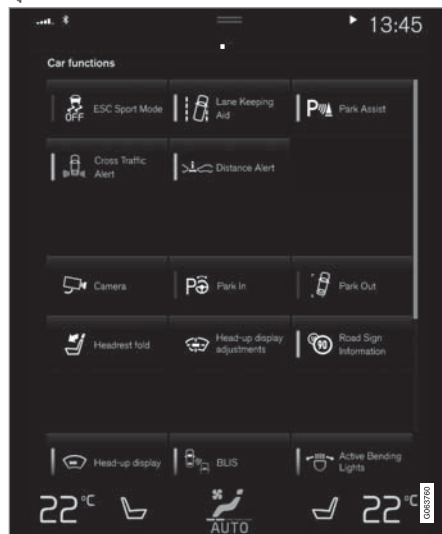 13:45
Car functions
OFF
ESC Sport Mode
Lane Keeping
Aid
P
Park Assist
Cross Traffic
Alert
Distance Alert
Camera
P
Park In
Park Out
Headrest fold
Head-up display
adjustments
90
Road Sign
Information
Head-up display
BLIS
Active Bending
Lights
22°C
AUTO
22°C
G063760